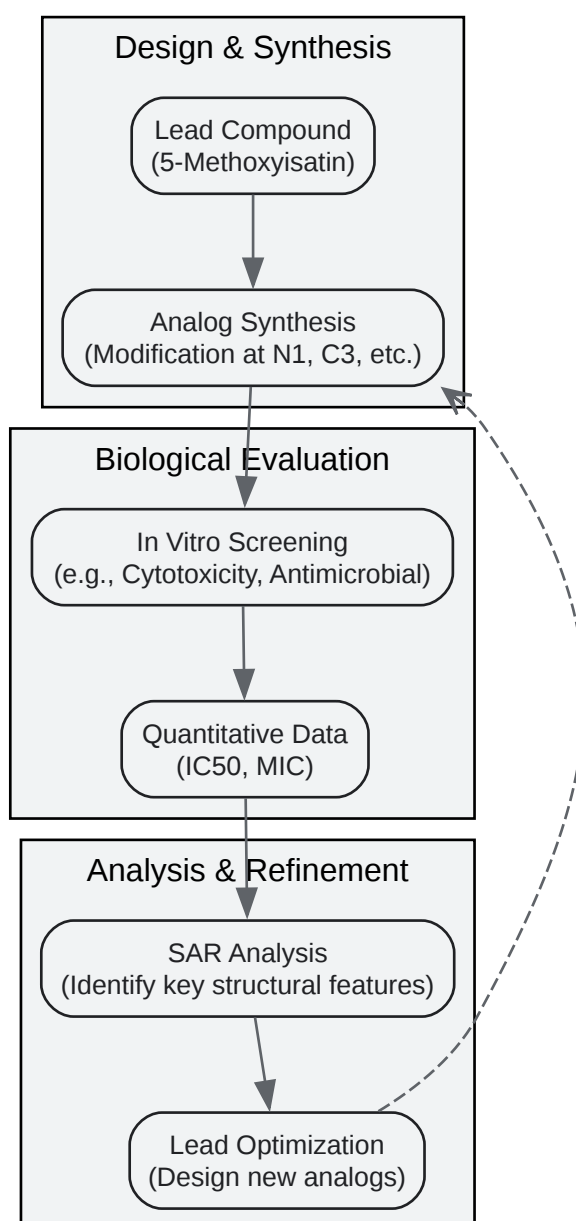 Design & Synthesis
Lead Compound
(5-Methoxyisatin)
Analog Synthesis
(Modification at N1, C3, etc.)
Biological Evaluation
In Vitro Screening
(e.g., Cytotoxicity, Antimicrobial)
Quantitative Data
(IC50, MIC)
Analysis & Refinement
SAR Analysis
(Identify key structural features)
Lead Optimization
(Design new analogs)